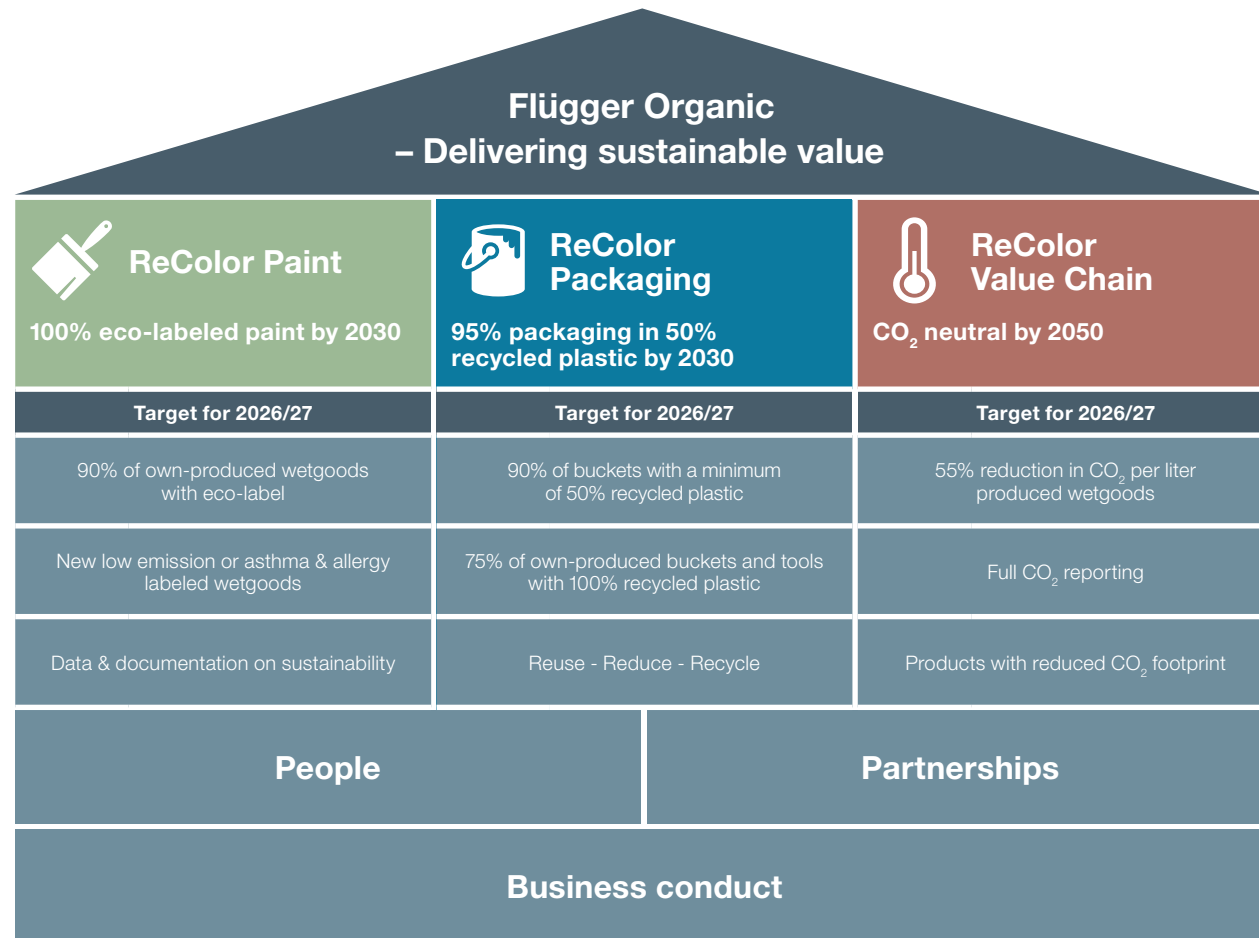 Flügger Organic
– Delivering sustainable value
ReColor Paint
100% eco-labeled paint by 2030
ReColor
Packaging
95% packaging in 50%
recycled plastic by 2030
ReColor
Value Chain
CO₂ neutral by 2050
Target for 2026/27
Target for 2026/27
Target for 2026/27
90% of own-produced wetgoods
with eco-label
90% of buckets with a minimum
of 50% recycled plastic
55% reduction in CO₂ per liter
produced wetgoods
New low emission or asthma & allergy
labeled wetgoods
75% of own-produced buckets and tools
with 100% recycled plastic
Full CO₂ reporting
Data & documentation on sustainability
Reuse - Reduce - Recycle
Products with reduced CO₂ footprint
People
Partnerships
Business conduct